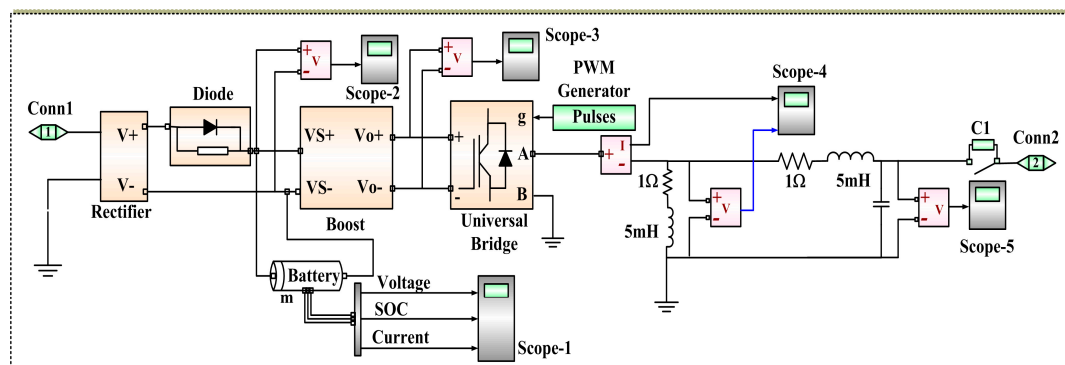 Conn1
1
V+
V-
Rectifier
Diode
+
-
V
Scope-2
VS+
VS-
Vo+
Vo-
Boost
+
-
V
Scope-3
PWM
Generator
Pulses
+
-
g
A
B
Universal
Bridge
+
I
-
Scope-4
1Ω
5mH
+
-
V
1Ω
5mH
C1
Conn2
2
+
-
V
Scope-5
Battery
m
Voltage
SOC
Current
Scope-1